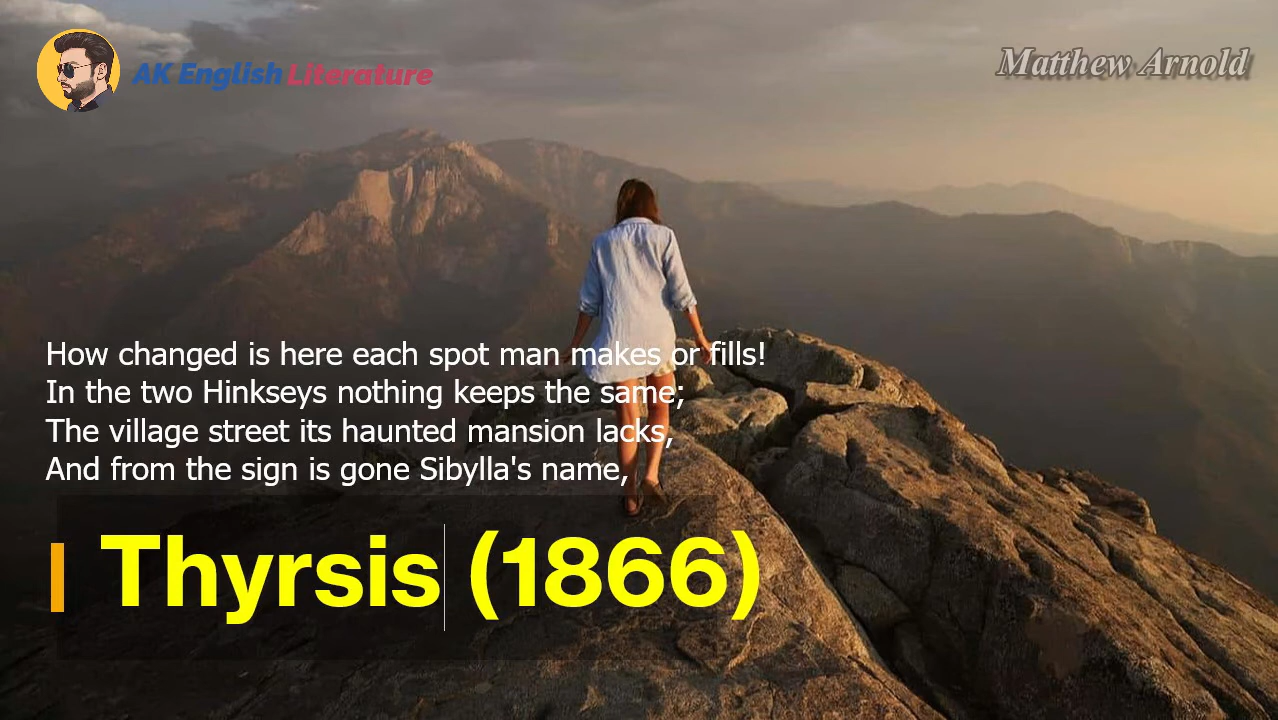 AK English Literature
Matthew Arnold
How changed is here each spot man makes or fills!
In the two Hinkseys nothing keeps the same;
The village street its haunted mansion lacks,
And from the sign is gone Sibylla's name,
Thyrsis (1866)